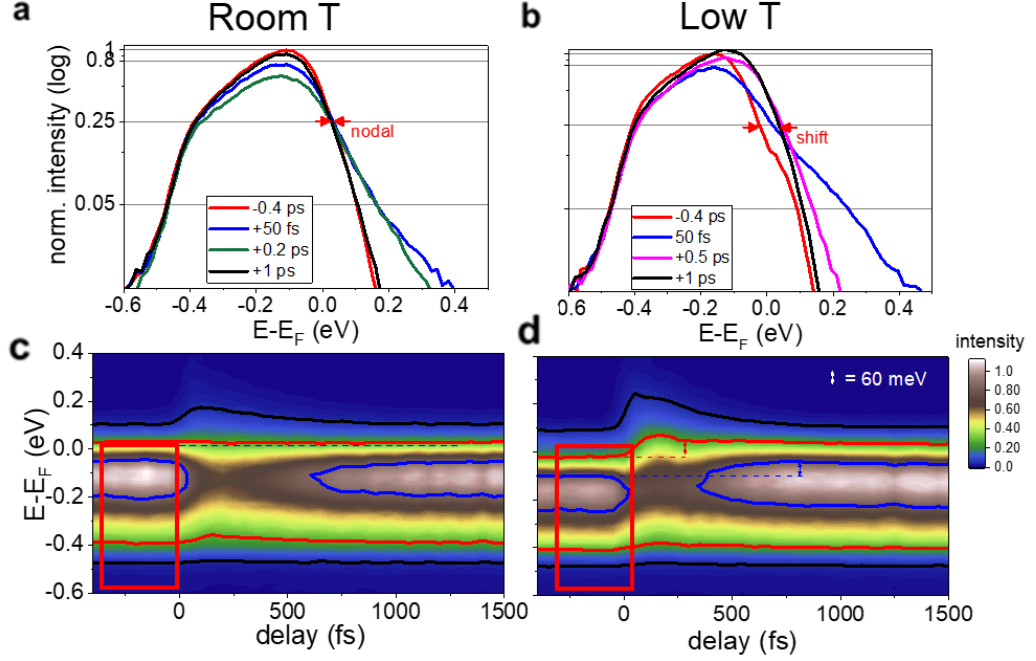 a
Room T
b
Low T
norm. intensity (log)
1
0.8
0.25
0.05
nodal
-0.4 ps
+50 fs
+0.2 ps
+1 ps
-0.6 -0.4 -0.2 0.0 0.2 0.4
E-EF (eV)
shift
-0.4 ps
50 fs
+0.5 ps
+1 ps
0.6 -0.4 -0.2 0.0 0.2 0.4
E-EF (eV)
c
d
E-EF (eV)
0.4
0.2
0.0
-0.2
-0.4
-0.6
0 500 1000 1500
delay (fs)
= 60 meV
0 500 1000 1500
delay (fs)
intensity
1.0
0.80
0.60
0.40
0.20
0.0